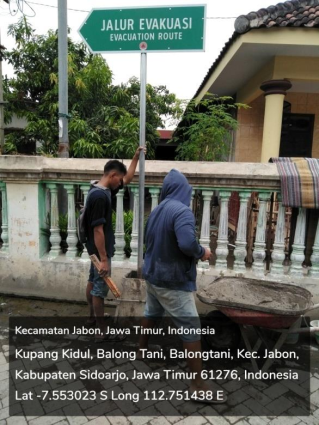 JALUR EVAKUASI
EVACUATION ROUTE
Kecamatan Jabon, Jawa Timur, Indonesia
Kupang Kidul, Balong Tani, Balongtani, Kec. Jabon,
Kabupaten Sidoarjo, Jawa Timur 61276, Indonesia
Lat -7.553023 S Long 112.751438 E